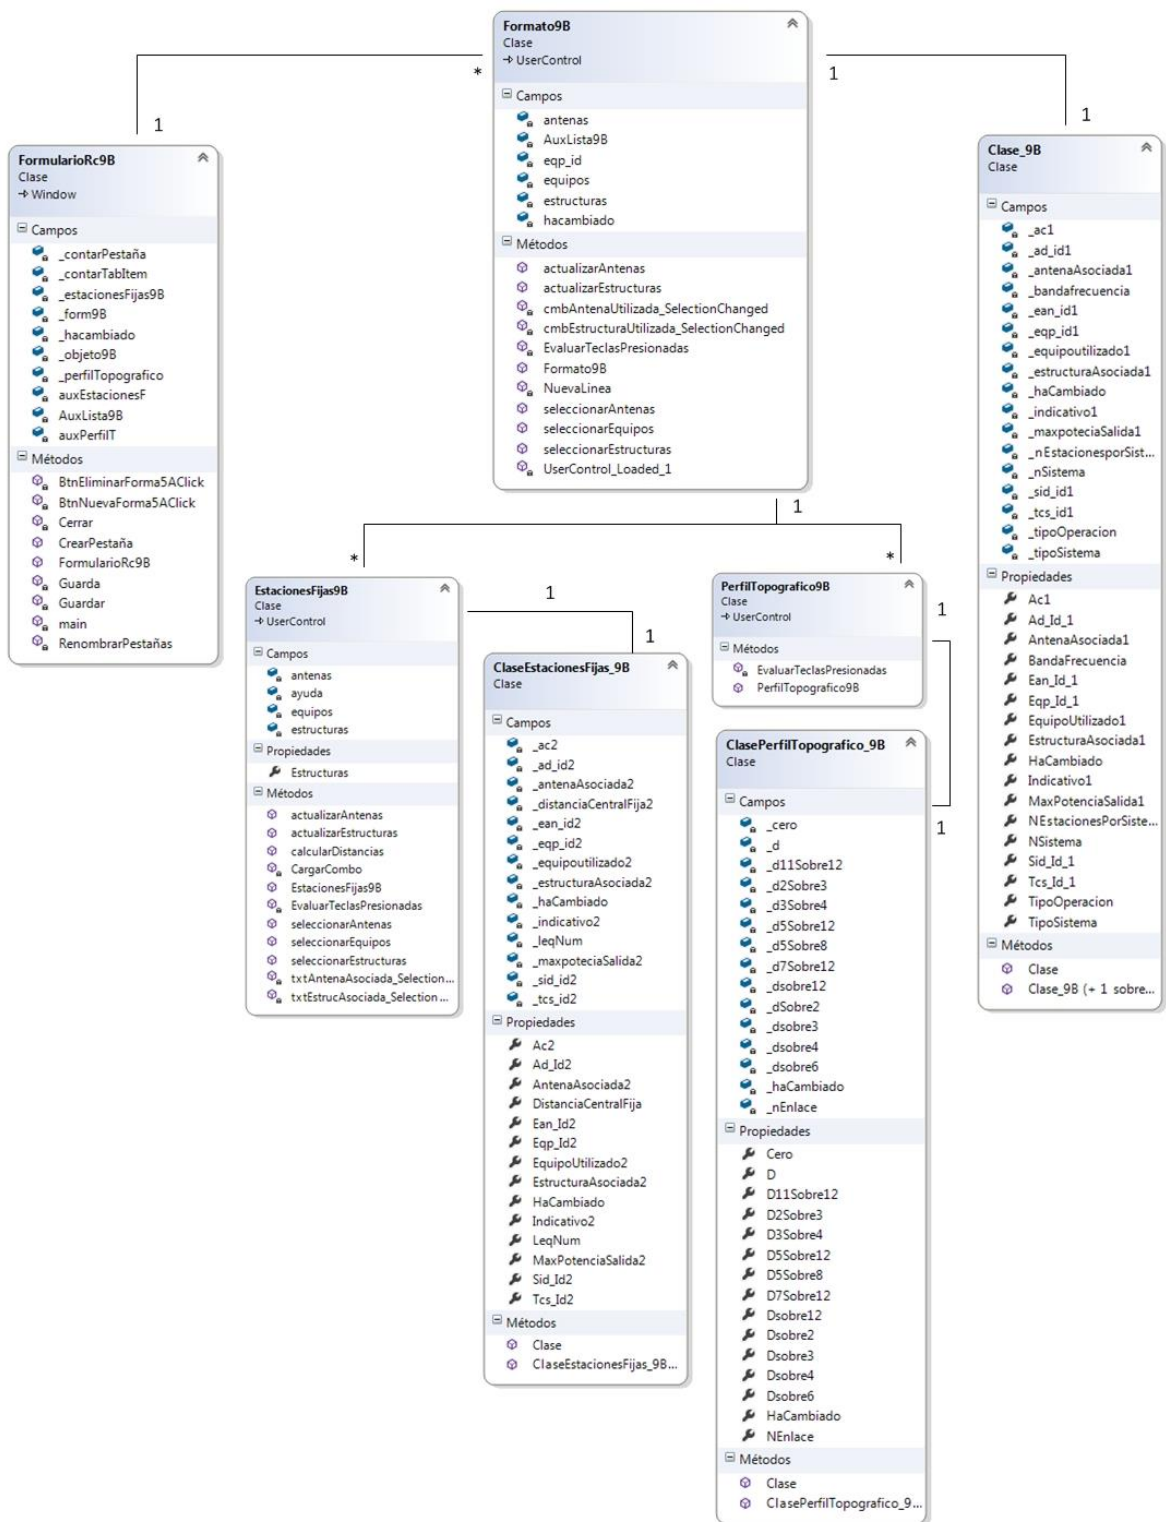 Formato9B
Clase
UserControl
Campos
antenas
AuxLista9B
eqp_id
equipos
estructuras
hacambiado
Métodos
actualizarAntenas
actualizarEstructuras
cmbAntenaUtilizada_SelectionChanged
cmbEstructuraUtilizada_SelectionChanged
EvaluarTeclasPresionadas
Formato9B
NuevaLinea
seleccionarAntenas
seleccionarEquipos
seleccionarEstructuras
UserControl_Loaded_1
*
1
1
1
1
*
*
FormularioRc9B
Clase
Window
Campos
_contarPestaña
_contarTabItem
_estacionesFijas9B
_form9B
_hacambiado
_objeto9B
_perfilTopografico
auxEstacionesF
AuxLista9B
auxPerfilT
Métodos
BtnEliminarForma5AClick
BtnNuevaForma5AClick
Cerrar
CrearPestaña
FormularioRc9B
Guarda
Guardar
main
RenombrarPestañas
Clase_9B
Clase
Campos
_ac1
_ad_id1
_antenaAsociada1
_bandafrecuencia
_ean_id1
_eqp_id1
_equipoutilizado1
_estructuraAsociada1
_haCambiado
_indicativo1
_maxpoteciaSalida1
_nEstacionesporSist...
_nSistema
_sid_id1
_tcs_id1
_tipoOperacion
_tipoSistema
Propiedades
Ac1
Ad_Id_1
AntenaAsociada1
BandaFrecuencia
Ean_Id_1
Eqp_Id_1
EquipoUtilizado1
EstructuraAsociada1
HaCambiado
Indicativo1
MaxPotenciaSalida1
NEstacionesPorSiste...
NSistema
Sid_Id_1
Tcs_Id_1
TipoOperacion
TipoSistema
Métodos
Clase
Clase_9B (+ 1 sobre...
EstacionesFijas9B
Clase
UserControl
Campos
antenas
ayuda
equipos
estructuras
Propiedades
Estructuras
Métodos
actualizarAntenas
actualizarEstructuras
calcularDistancias
CargarCombo
EstacionesFijas9B
EvaluarTeclasPresionadas
seleccionarAntenas
seleccionarEquipos
seleccionarEstructuras
txtAntenaAsociada_Selection...
txtEstrucAsociada_Selection...
1
1
ClaseEstacionesFijas_9B
Clase
Campos
_ac2
_ad_id2
_antenaAsociada2
_distanciaCentralFija2
_ean_id2
_eqp_id2
_equipoutilizado2
_estructuraAsociada2
_haCambiado
_indicativo2
_leqNum
_maxpoteciaSalida2
_sid_id2
_tcs_id2
Propiedades
Ac2
Ad_Id2
AntenaAsociada2
DistanciaCentralFija
Ean_Id2
Eqp_Id2
EquipoUtilizado2
EstructuraAsociada2
HaCambiado
Indicativo2
LeqNum
MaxPotenciaSalida2
Sid_Id2
Tcs_Id2
Métodos
Clase
ClaseEstacionesFijas_9B...
PerfilTopografico9B
Clase
UserControl
Métodos
EvaluarTeclasPresionadas
PerfilTopografico9B
1
1
ClasePerfilTopografico_9B
Clase
Campos
_cero
_d
_d11Sobre12
_d2Sobre3
_d3Sobre4
_d5Sobre12
_d5Sobre8
_d7Sobre12
_dsobre12
_dSobre2
_dsobre3
_dsobre4
_dsobre6
_haCambiado
_nEnlace
Propiedades
Cero
D
D11Sobre12
D2Sobre3
D3Sobre4
D5Sobre12
D5Sobre8
D7Sobre12
Dsobre12
Dsobre2
Dsobre3
Dsobre4
Dsobre6
HaCambiado
NEnlace
Métodos
Clase
ClasePerfilTopografico_9...